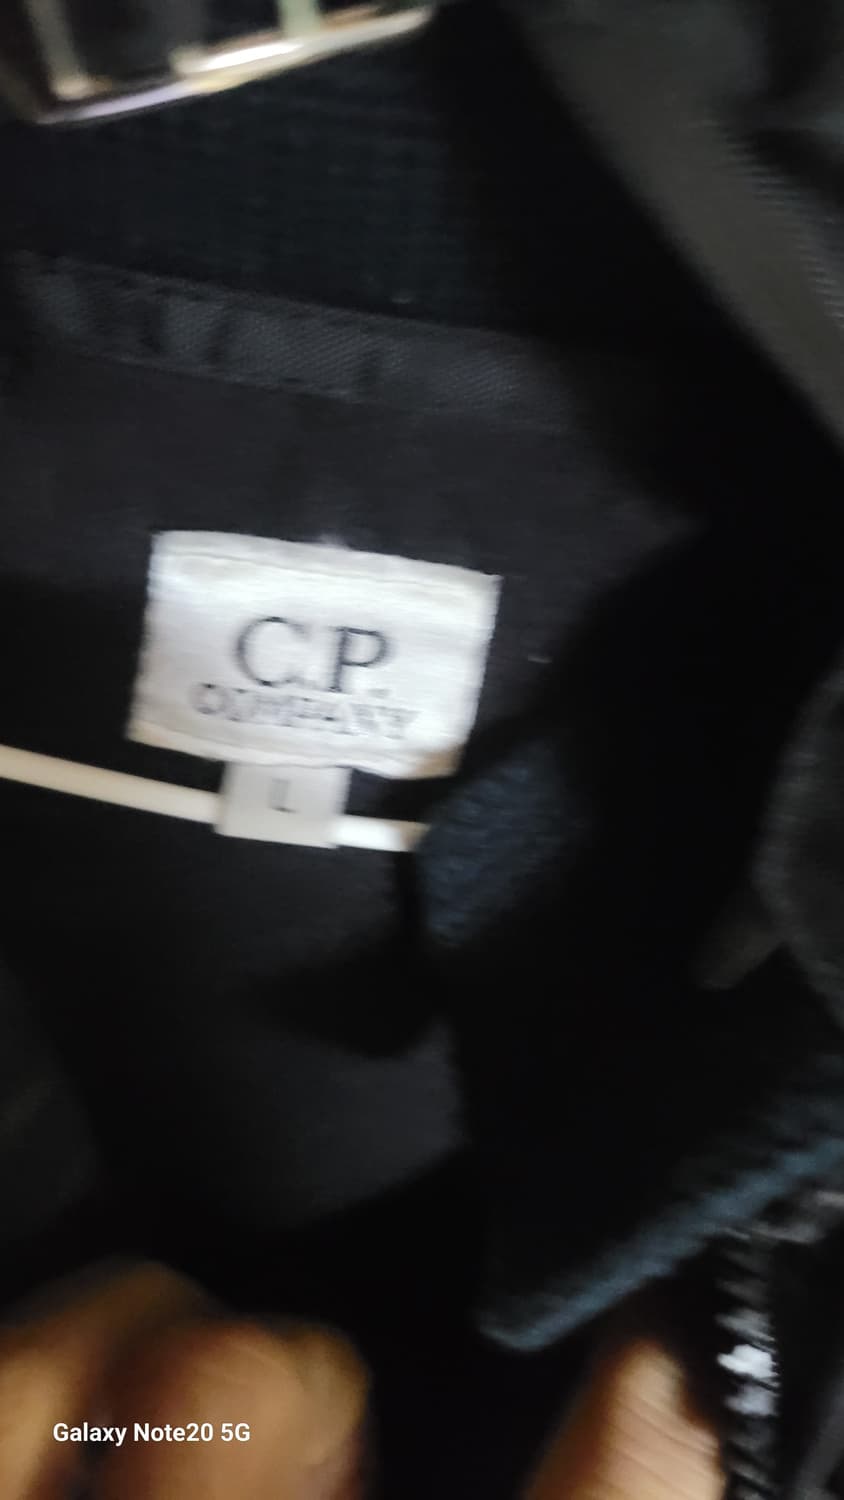 C.P.
COMPANY
L
Galaxy Note20 5G